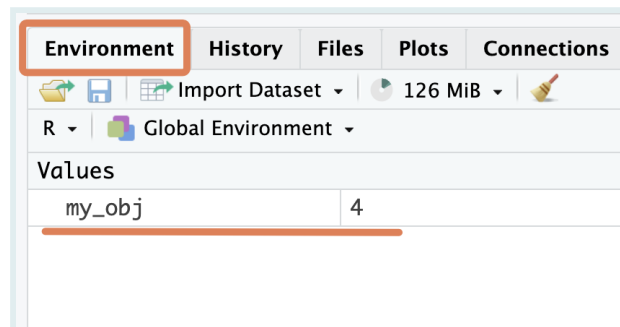 Environment History Files Plots Connections
Import Dataset 126 MiB
R Global Environment
Values
my_obj 4